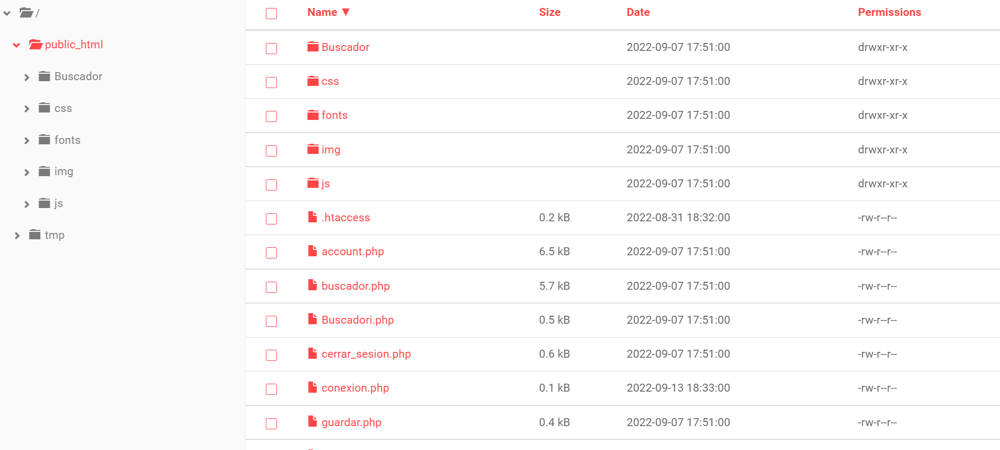 /
public_html
Buscador
css
fonts
img
js
tmp
Name ▼ Size Date Permissions
Buscador 2022-09-07 17:51:00 drwxr-xr-x
css 2022-09-07 17:51:00 drwxr-xr-x
fonts 2022-09-07 17:51:00 drwxr-xr-x
img 2022-09-07 17:51:00 drwxr-xr-x
js 2022-09-07 17:51:00 drwxr-xr-x
.htaccess 0.2 kB 2022-08-31 18:32:00 -rw-r--r--
account.php 6.5 kB 2022-09-07 17:51:00 -rw-r--r--
buscador.php 5.7 kB 2022-09-07 17:51:00 -rw-r--r--
Buscadori.php 0.5 kB 2022-09-07 17:51:00 -rw-r--r--
cerrar_sesion.php 0.6 kB 2022-09-07 17:51:00 -rw-r--r--
conexion.php 0.1 kB 2022-09-13 18:33:00 -rw-r--r--
guardar.php 0.4 kB 2022-09-07 17:51:00 -rw-r--r--